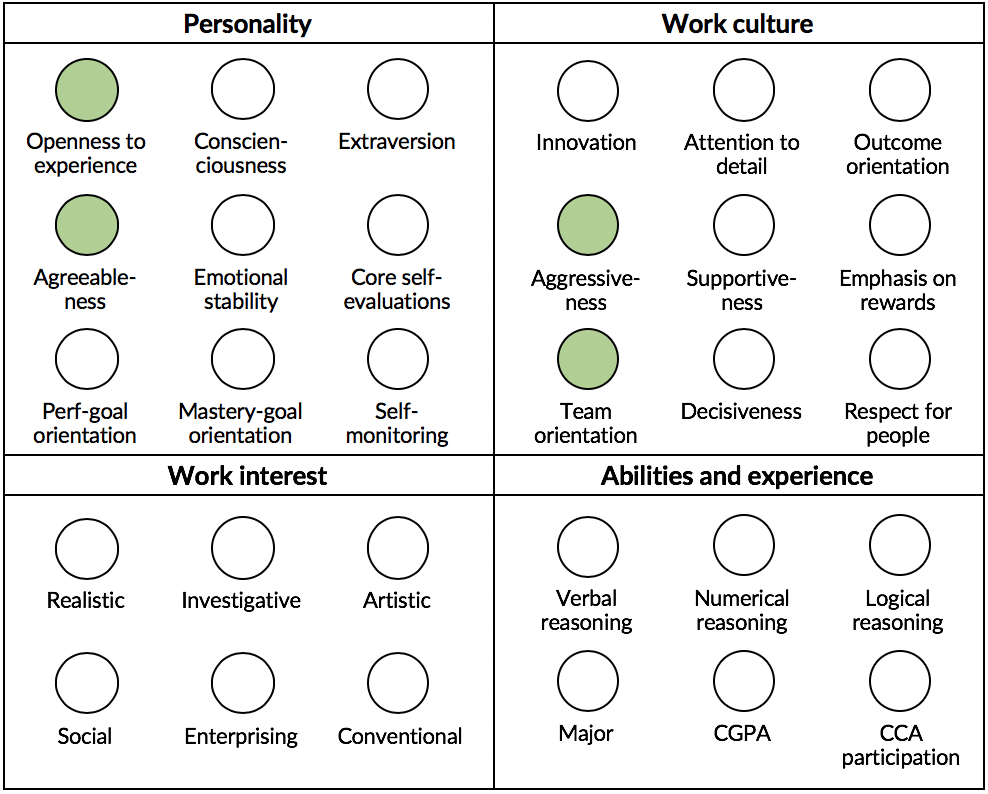 Personality
Work culture
Openness to
experience
Conscien-
ciousness
Extraversion
Innovation
Attention to
detail
Outcome
orientation
Agreeable-
ness
Emotional
stability
Core self-
evaluations
Aggressive-
ness
Supportive-
ness
Emphasis on
rewards
Perf-goal
orientation
Mastery-goal
orientation
Self-
monitoring
Team
orientation
Decisiveness
Respect for
people
Work interest
Abilities and experience
Realistic
Investigative
Artistic
Verbal
reasoning
Numerical
reasoning
Logical
reasoning
Social
Enterprising
Conventional
Major
CGPA
CCA
participation